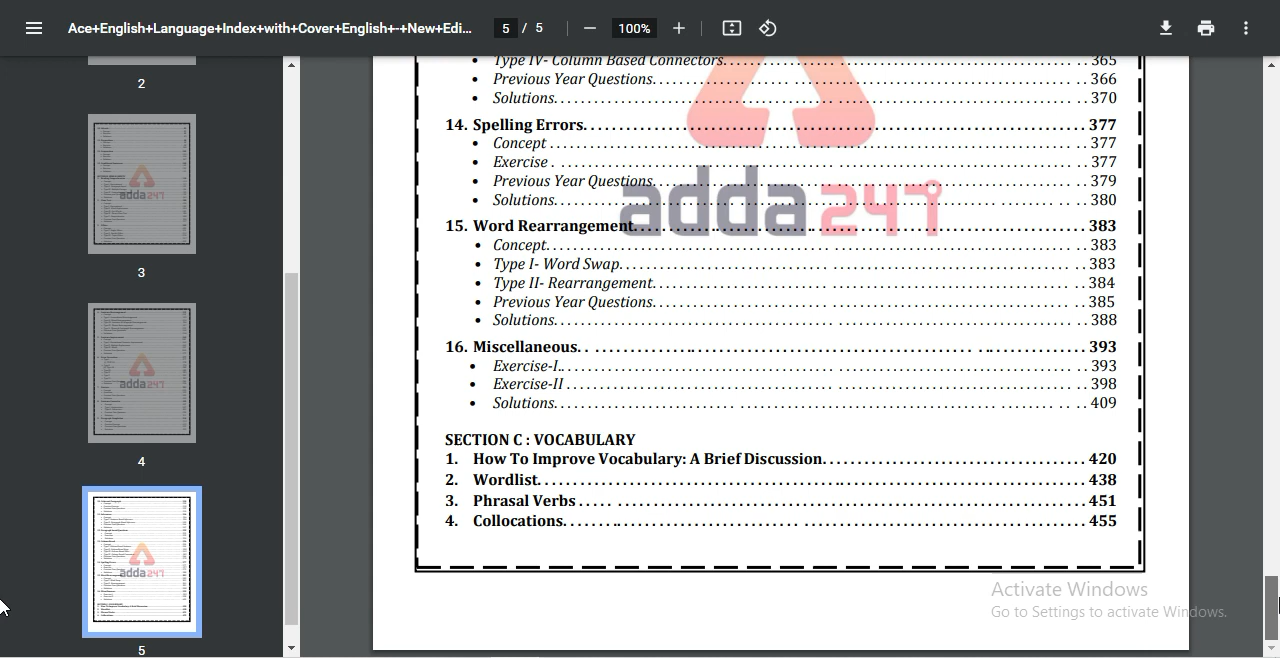 Ace+English+Language+Index+with+Cover+English+-+New+Edi...
5 / 5
100%
2
3
4
5
adda247
• Type IV- Column Based Connectors. 365
• Previous Year Questions. 366
• Solutions. 370
14. Spelling Errors. 377
• Concept 377
• Exercise 377
• Previous Year Questions. 379
• Solutions. 380
15. Word Rearrangement. 383
• Concept. 383
• Type I- Word Swap. 383
• Type II- Rearrangement. 384
• Previous Year Questions. 385
• Solutions. 388
16. Miscellaneous. 393
• Exercise-I. 393
• Exercise-II 398
• Solutions. 409
SECTION C : VOCABULARY
1. How To Improve Vocabulary: A Brief Discussion. 420
2. Wordlist. 438
3. Phrasal Verbs 451
4. Collocations. 455
Activate Windows
Go to Settings to activate Windows.